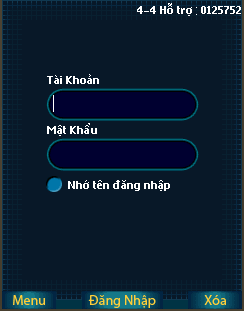 4-4 Hỗ trợ : 0125752
Tài Khoản
Mật Khẩu
Nhớ tên đăng nhập
Menu Đăng Nhập Xóa